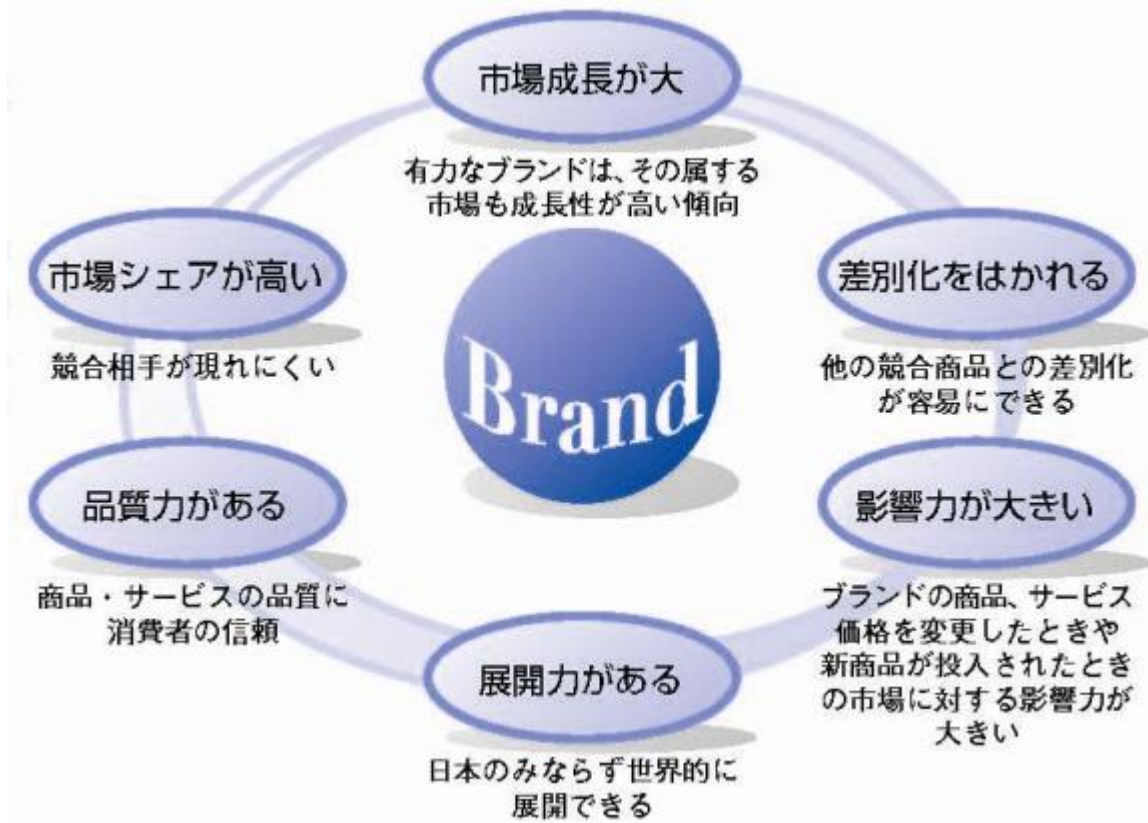 市場成長が大
有力なブランドは、その属する
市場も成長性が高い傾向
市場シェアが高い
競合相手が現れにくい
差別化をはかれる
他の競合商品との差別化
が容易にできる
Brand
品質力がある
商品・サービスの品質に
消費者の信頼
影響力が大きい
ブランドの商品、サービス
価格を変更したときや
新商品が投入されたとき
の市場に対する影響力が
大きい
展開力がある
日本のみならず世界的に
展開できる